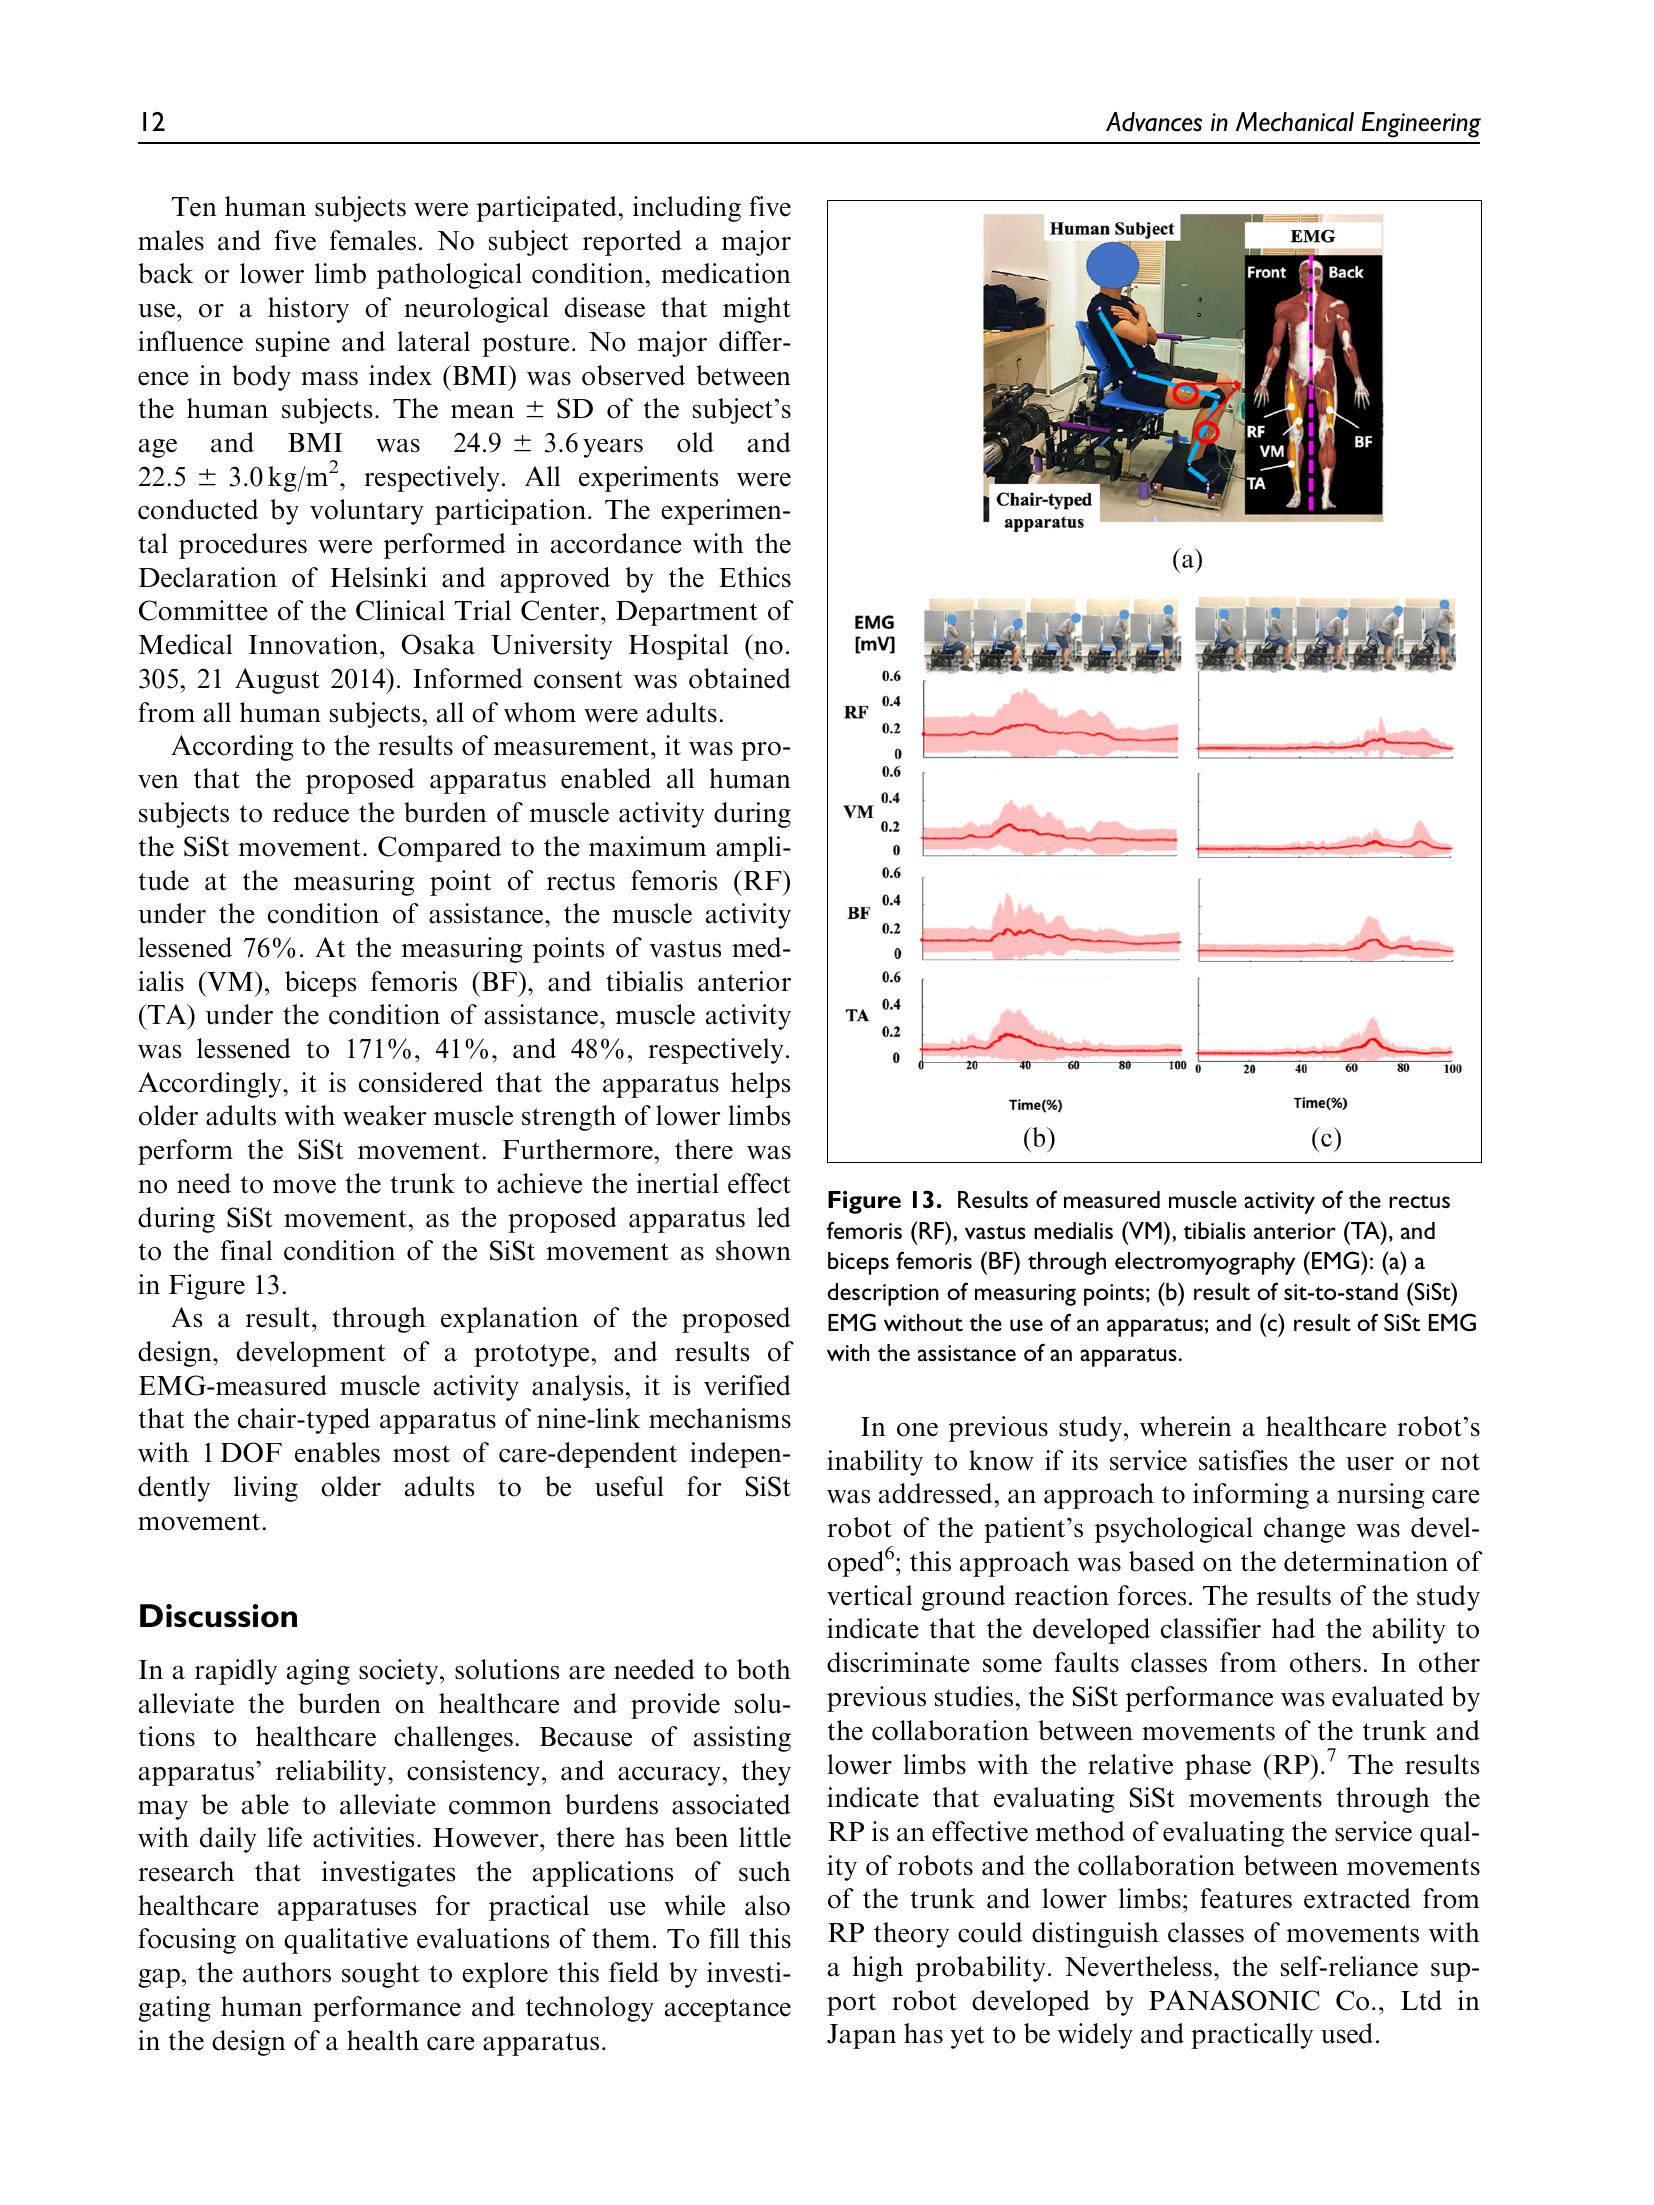 12
Advances in Mechanical Engineering
Ten human subjects were participated, including five
males and five females. No subject reported a major
back or lower limb pathological condition, medication
use, or a history of neurological disease that might
influence supine and lateral posture. No major differ-
ence in body mass index (BMI) was observed between
the human subjects. The mean ± SD of the subject's
age and BMI was 24.9 ± 3.6 years old and
22.5 ± 3.0 kg/m², respectively. All experiments were
conducted by voluntary participation. The experimen-
tal procedures were performed in accordance with the
Declaration of Helsinki and approved by the Ethics
Committee of the Clinical Trial Center, Department of
Medical Innovation, Osaka University Hospital (no.
305, 21 August 2014). Informed consent was obtained
from all human subjects, all of whom were adults.
According to the results of measurement, it was pro-
ven that the proposed apparatus enabled all human
subjects to reduce the burden of muscle activity during
the SiSt movement. Compared to the maximum ampli-
tude at the measuring point of rectus femoris (RF)
under the condition of assistance, the muscle activity
lessened 76%. At the measuring points of vastus med-
ialis (VM), biceps femoris (BF), and tibialis anterior
(TA) under the condition of assistance, muscle activity
was lessened to 171%, 41%, and 48%, respectively.
Accordingly, it is considered that the apparatus helps
older adults with weaker muscle strength of lower limbs
perform the SiSt movement. Furthermore, there was
no need to move the trunk to achieve the inertial effect
during SiSt movement, as the proposed apparatus led
to the final condition of the SiSt movement as shown
in Figure 13.
As a result, through explanation of the proposed
design, development of a prototype, and results of
EMG-measured muscle activity analysis, it is verified
that the chair-typed apparatus of nine-link mechanisms
with 1 DOF enables most of care-dependent indepen-
dently living older adults to be useful for SiSt
movement.
Discussion
In a rapidly aging society, solutions are needed to both
alleviate the burden on healthcare and provide solu-
tions to healthcare challenges. Because of assisting
apparatus' reliability, consistency, and accuracy, they
may be able to alleviate common burdens associated
with daily life activities. However, there has been little
research that investigates the applications of such
healthcare apparatuses for practical use while also
focusing on qualitative evaluations of them. To fill this
gap, the authors sought to explore this field by investi-
gating human performance and technology acceptance
in the design of a health care apparatus.
Human Subject
EMG
Front
Back
RF
VM
BF
TA
Chair-typed
apparatus
(a)
EMG
[mV]
0.6
RF
0.4
0.2
0
0.6
VM
0.4
0.2
0
0.6
BF
0.4
0.2
0
0.6
TA
0.4
0.2
0
0 20 40 60 80 100
0 20 40 60 80 100
Time(%)
Time(%)
(b)
(c)
Figure 13. Results of measured muscle activity of the rectus
femoris (RF), vastus medialis (VM), tibialis anterior (TA), and
biceps femoris (BF) through electromyography (EMG): (a) a
description of measuring points; (b) result of sit-to-stand (SiSt)
EMG without the use of an apparatus; and (c) result of SiSt EMG
with the assistance of an apparatus.
In one previous study, wherein a healthcare robot's
inability to know if its service satisfies the user or not
was addressed, an approach to informing a nursing care
robot of the patient's psychological change was devel-
oped⁶; this approach was based on the determination of
vertical ground reaction forces. The results of the study
indicate that the developed classifier had the ability to
discriminate some faults classes from others. In other
previous studies, the SiSt performance was evaluated by
the collaboration between movements of the trunk and
lower limbs with the relative phase (RP).⁷ The results
indicate that evaluating SiSt movements through the
RP is an effective method of evaluating the service qual-
ity of robots and the collaboration between movements
of the trunk and lower limbs; features extracted from
RP theory could distinguish classes of movements with
a high probability. Nevertheless, the self-reliance sup-
port robot developed by PANASONIC Co., Ltd in
Japan has yet to be widely and practically used.